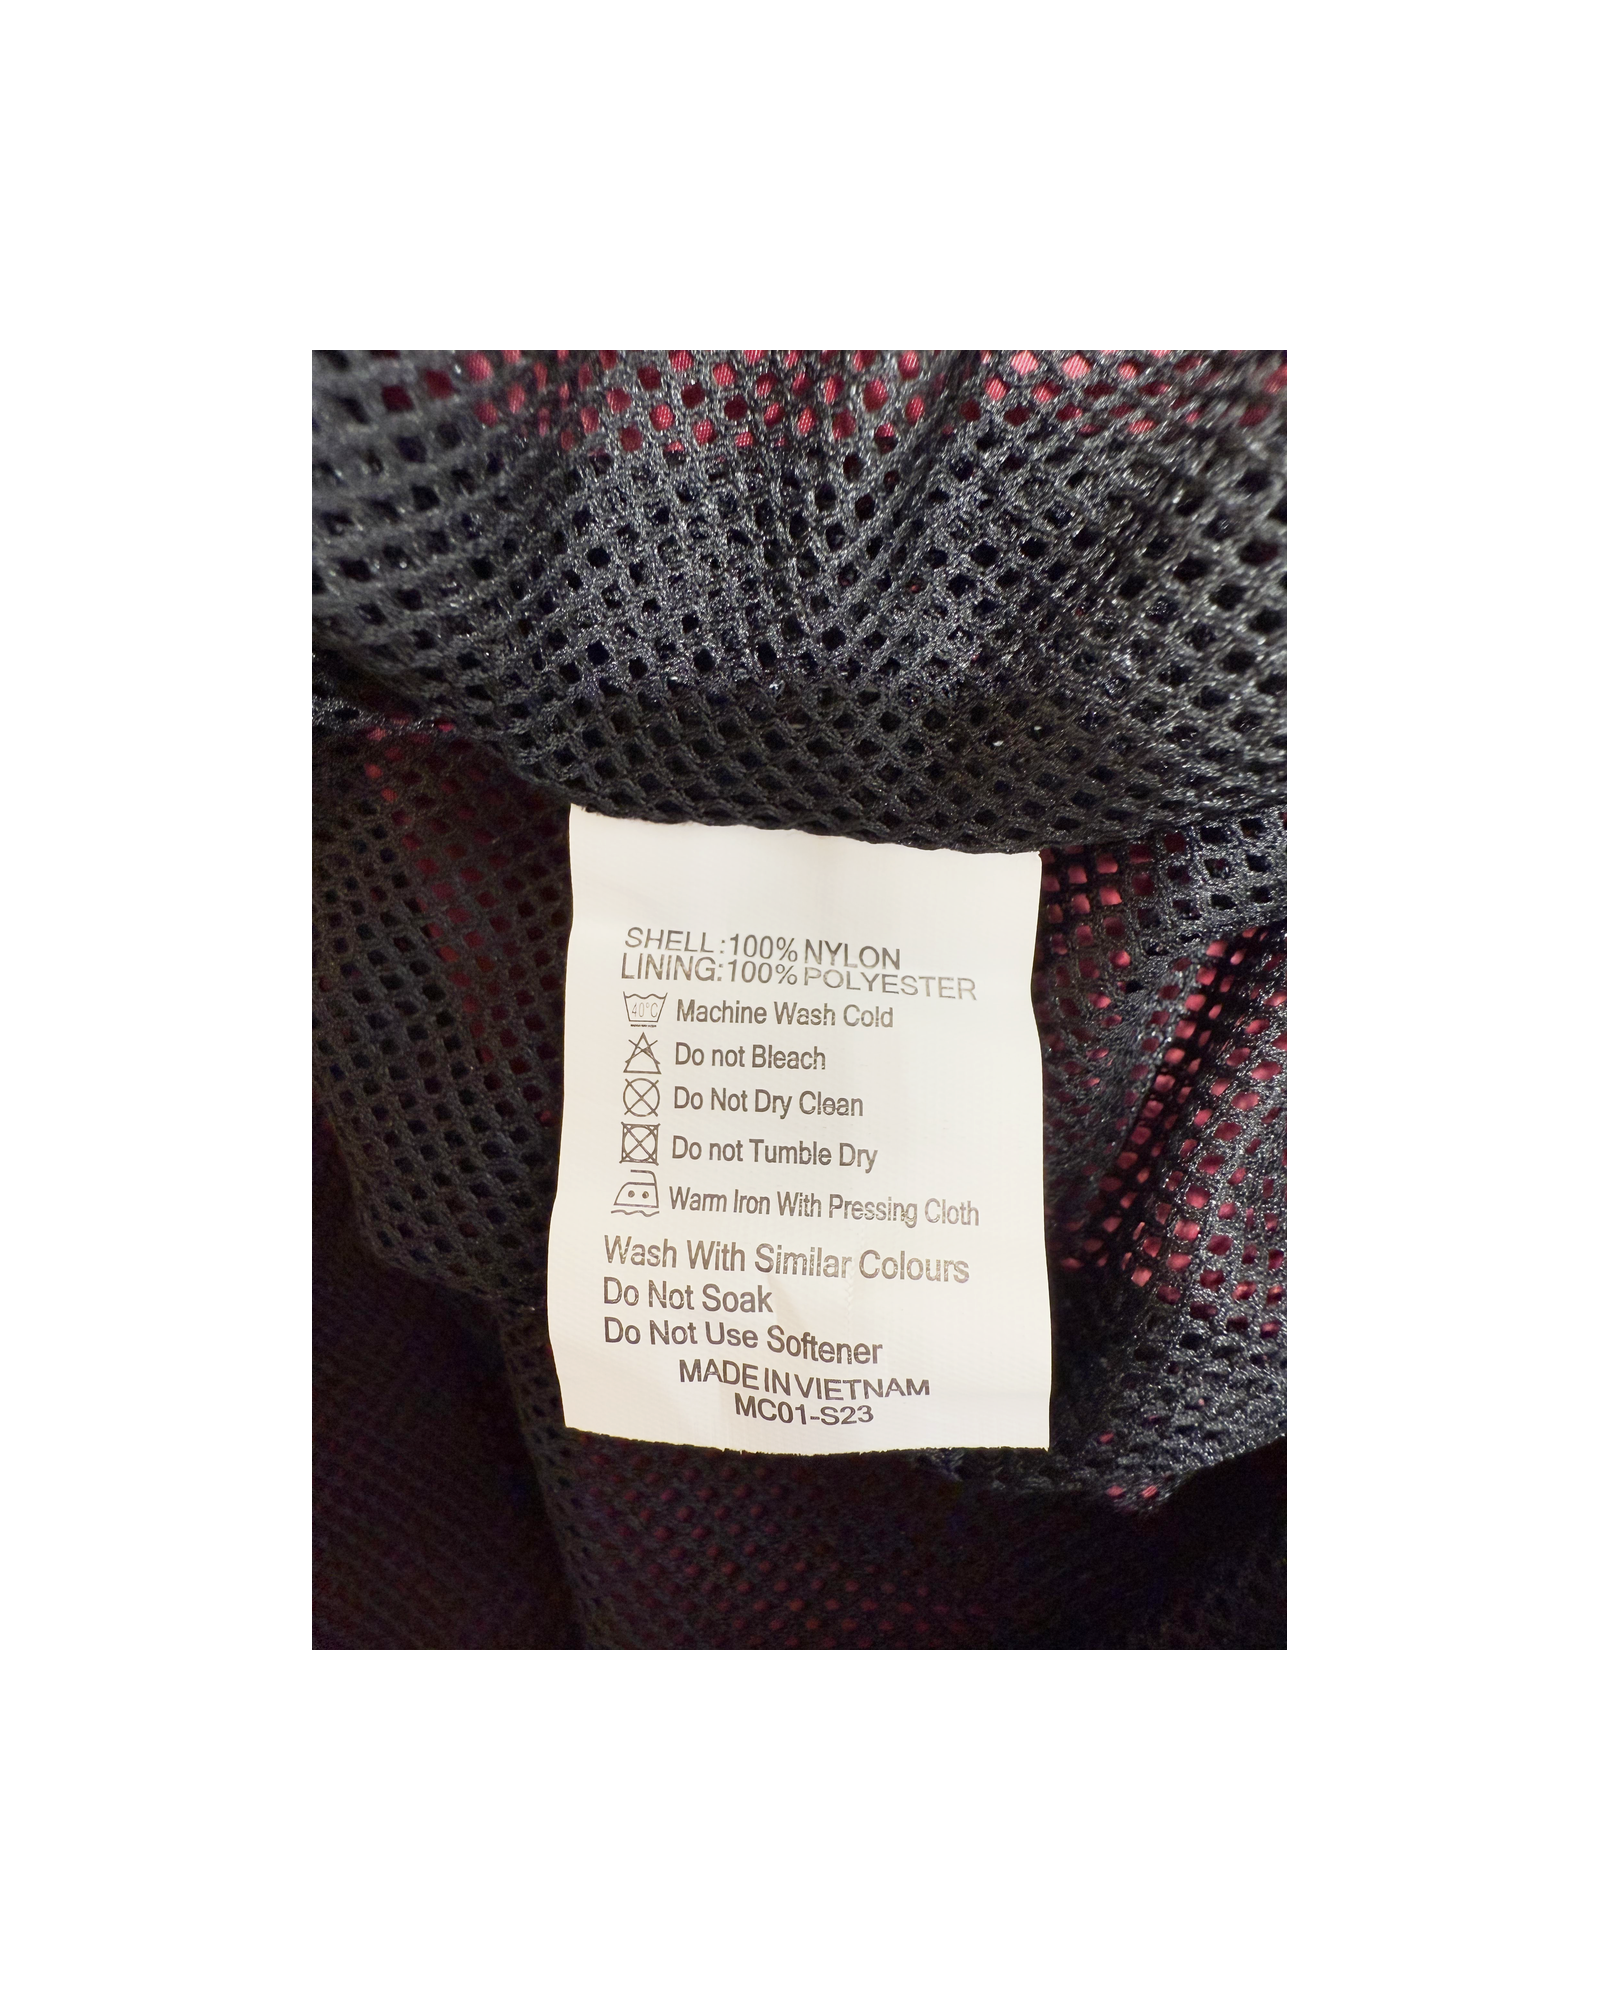 SHELL:100% NYLON
LINING:100% POLYESTER
40°C Machine Wash Cold
Do not Bleach
Do Not Dry Clean
Do not Tumble Dry
Warm Iron With Pressing Cloth
Wash With Similar Colours
Do Not Soak
Do Not Use Softener
MADE IN VIETNAM
MC01-S23